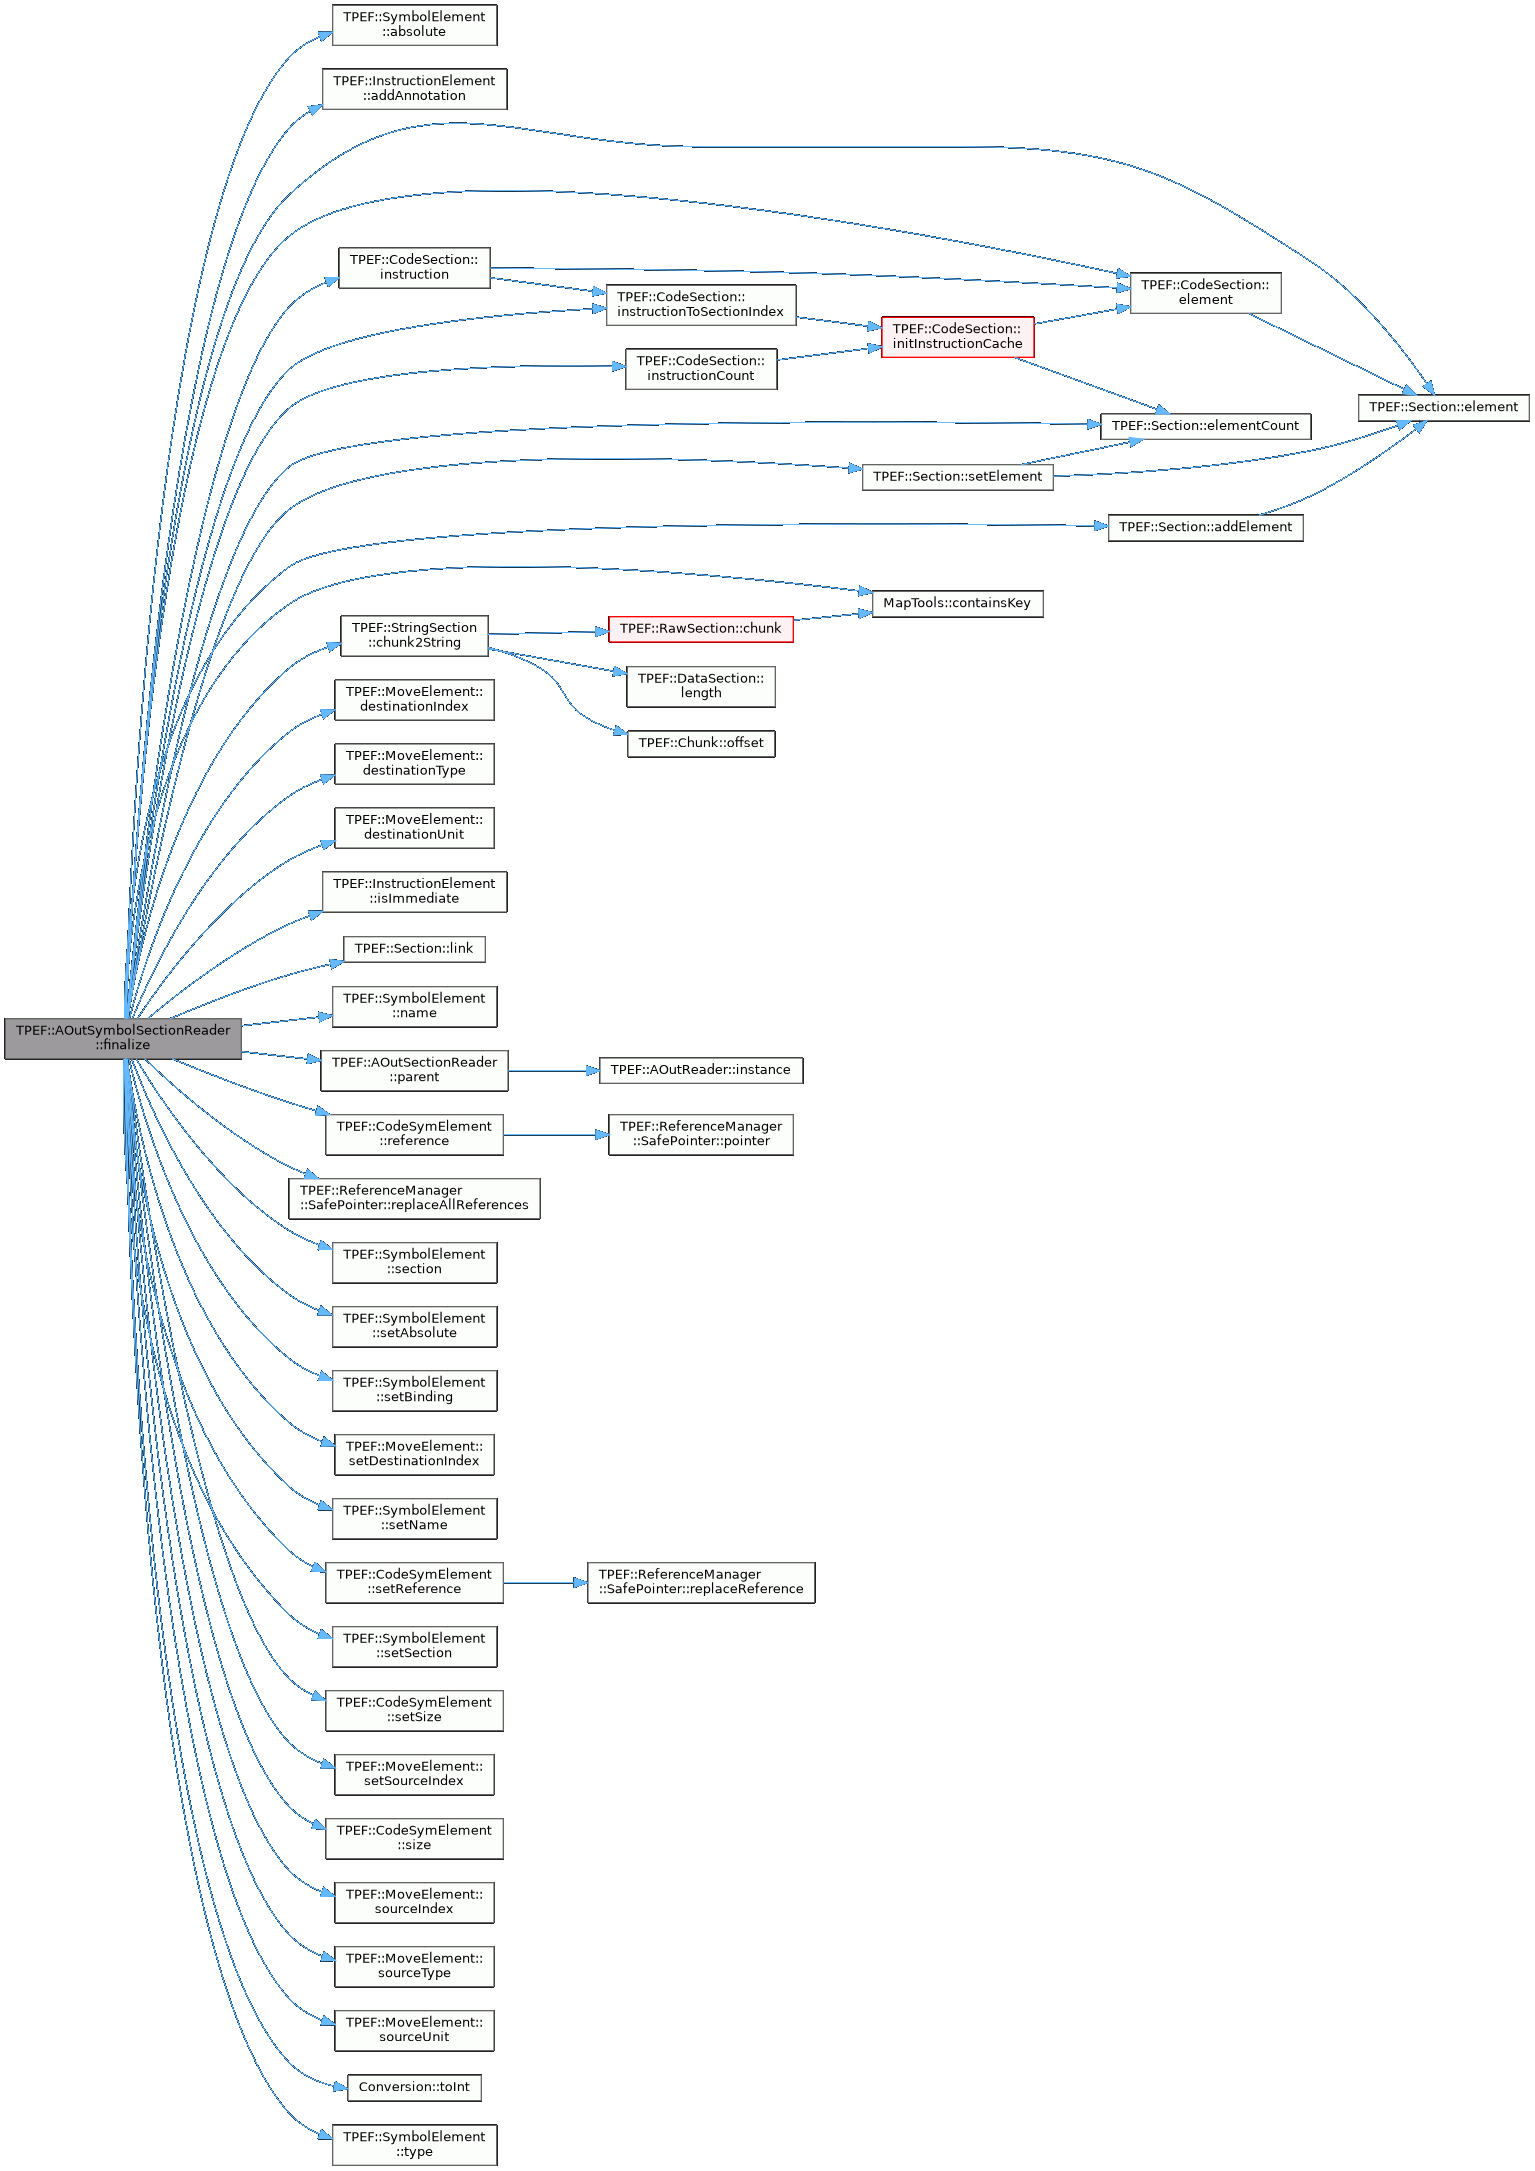 TPEF::SymbolElement
::absolute
TPEF::InstructionElement
::addAnnotation
TPEF::CodeSection::
instruction
TPEF::CodeSection::
element
TPEF::CodeSection::
instructionToSectionIndex
TPEF::CodeSection::
initInstructionCache
TPEF::CodeSection::
instructionCount
TPEF::Section::element
TPEF::Section::elementCount
TPEF::Section::setElement
TPEF::Section::addElement
MapTools::containsKey
TPEF::StringSection
::chunk2String
TPEF::RawSection::chunk
TPEF::DataSection::
length
TPEF::MoveElement::
destinationIndex
TPEF::Chunk::offset
TPEF::MoveElement::
destinationType
TPEF::MoveElement::
destinationUnit
TPEF::InstructionElement
::isImmediate
TPEF::Section::link
TPEF::SymbolElement
::name
TPEF::AOutSymbolSectionReader
::finalize
TPEF::AOutSectionReader
::parent
TPEF::AOutReader::instance
TPEF::CodeSymElement
::reference
TPEF::ReferenceManager
::SafePointer::pointer
TPEF::ReferenceManager
::SafePointer::replaceAllReferences
TPEF::SymbolElement
::section
TPEF::SymbolElement
::setAbsolute
TPEF::SymbolElement
::setBinding
TPEF::MoveElement::
setDestinationIndex
TPEF::SymbolElement
::setName
TPEF::CodeSymElement
::setReference
TPEF::ReferenceManager
::SafePointer::replaceReference
TPEF::SymbolElement
::setSection
TPEF::CodeSymElement
::setSize
TPEF::MoveElement::
setSourceIndex
TPEF::CodeSymElement
::size
TPEF::MoveElement::
sourceIndex
TPEF::MoveElement::
sourceType
TPEF::MoveElement::
sourceUnit
Conversion::toInt
TPEF::SymbolElement
::type